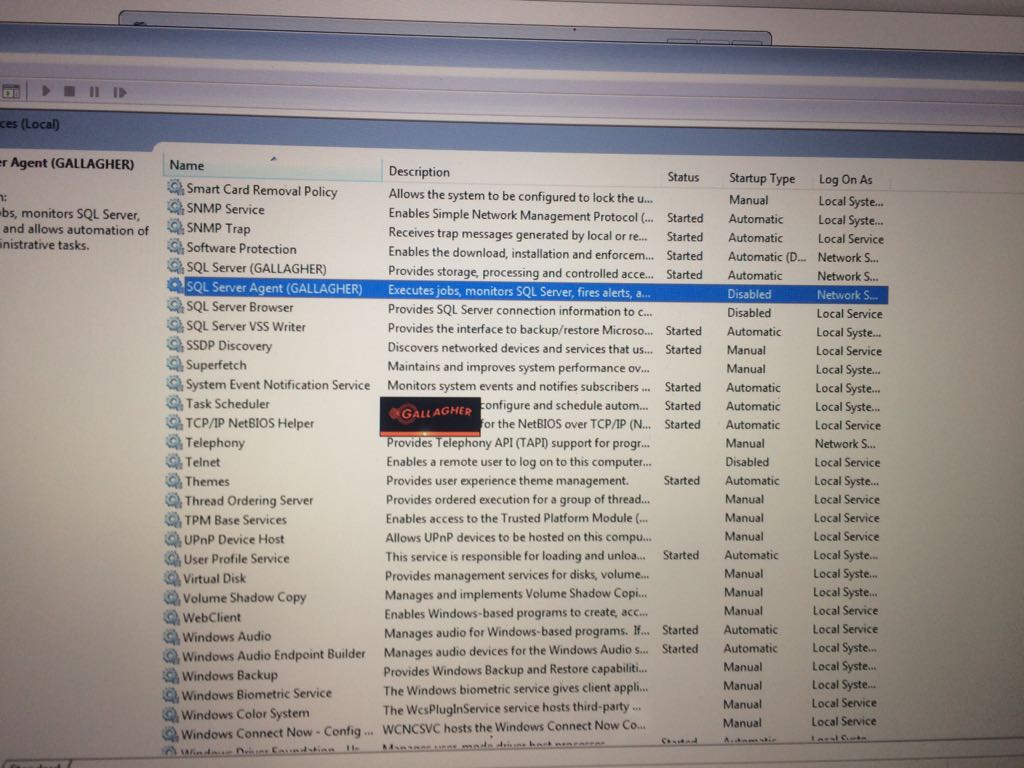 ces (Local)
er Agent (GALLAGHER)
n:
obs, monitors SQL Server,
and allows automation of
inistrative tasks.
Name Description Status Startup Type Log On As
Smart Card Removal Policy Allows the system to be configured to lock the u... Manual Local Syste...
SNMP Service Enables Simple Network Management Protocol (... Started Automatic Local Syste...
SNMP Trap Receives trap messages generated by local or re... Started Automatic Local Service
Software Protection Enables the download, installation and enforcem... Started Automatic (D... Network S...
SQL Server (GALLAGHER) Provides storage, processing and controlled acce... Started Automatic Network S...
SQL Server Agent (GALLAGHER) Executes jobs, monitors SQL Server, fires alerts, a... Disabled Network S...
SQL Server Browser Provides SQL Server connection information to c... Disabled Local Service
SQL Server VSS Writer Provides the interface to backup/restore Microso... Started Automatic Local Syste...
SSDP Discovery Discovers networked devices and services that us... Started Manual Local Service
Superfetch Maintains and improves system performance ov... Manual Local Syste...
System Event Notification Service Monitors system events and notifies subscribers ... Started Automatic Local Syste...
Task Scheduler configure and schedule autom... Started Automatic Local Syste...
GALLAGHER
TCP/IP NetBIOS Helper for the NetBIOS over TCP/IP (N... Started Automatic Local Service
Telephony Provides Telephony API (TAPI) support for progr... Manual Network S...
Telnet Enables a remote user to log on to this computer... Disabled Local Service
Themes Provides user experience theme management. Started Automatic Local Syste...
Thread Ordering Server Provides ordered execution for a group of thread... Manual Local Service
TPM Base Services Enables access to the Trusted Platform Module (... Manual Local Service
UPnP Device Host Allows UPnP devices to be hosted on this compu... Manual Local Service
User Profile Service This service is responsible for loading and unloa... Started Automatic Local Syste...
Virtual Disk Provides management services for disks, volume... Manual Local Syste...
Volume Shadow Copy Manages and implements Volume Shadow Copi... Manual Local Syste...
WebClient Enables Windows-based programs to create, acc... Manual Local Service
Windows Audio Manages audio for Windows-based programs. If... Started Automatic Local Service
Windows Audio Endpoint Builder Manages audio devices for the Windows Audio s... Started Automatic Local Syste...
Windows Backup Provides Windows Backup and Restore capabiliti... Manual Local Syste...
Windows Biometric Service The Windows biometric service gives client appli... Manual Local Syste...
Windows Color System The WcsPlugInService service hosts third-party ... Manual Local Service
Windows Connect Now - Config ... WCNCSVC hosts the Windows Connect Now Co... Manual Local Service